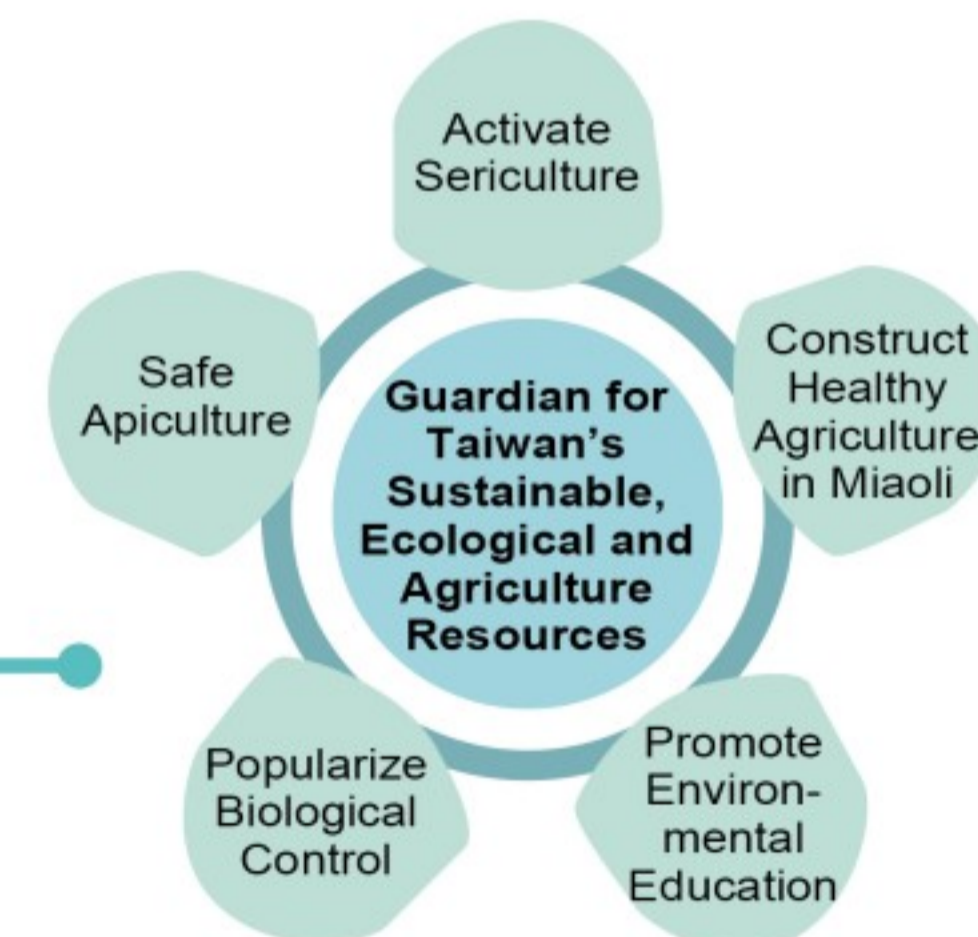 Activate
Sericulture
Construct
Healthy
Agriculture
in Miaoli
Promote
Environ-
mental
Education
Popularize
Biological
Control
Safe
Apiculture
Guardian for
Taiwan’s
Sustainable,
Ecological and
Agriculture
Resources